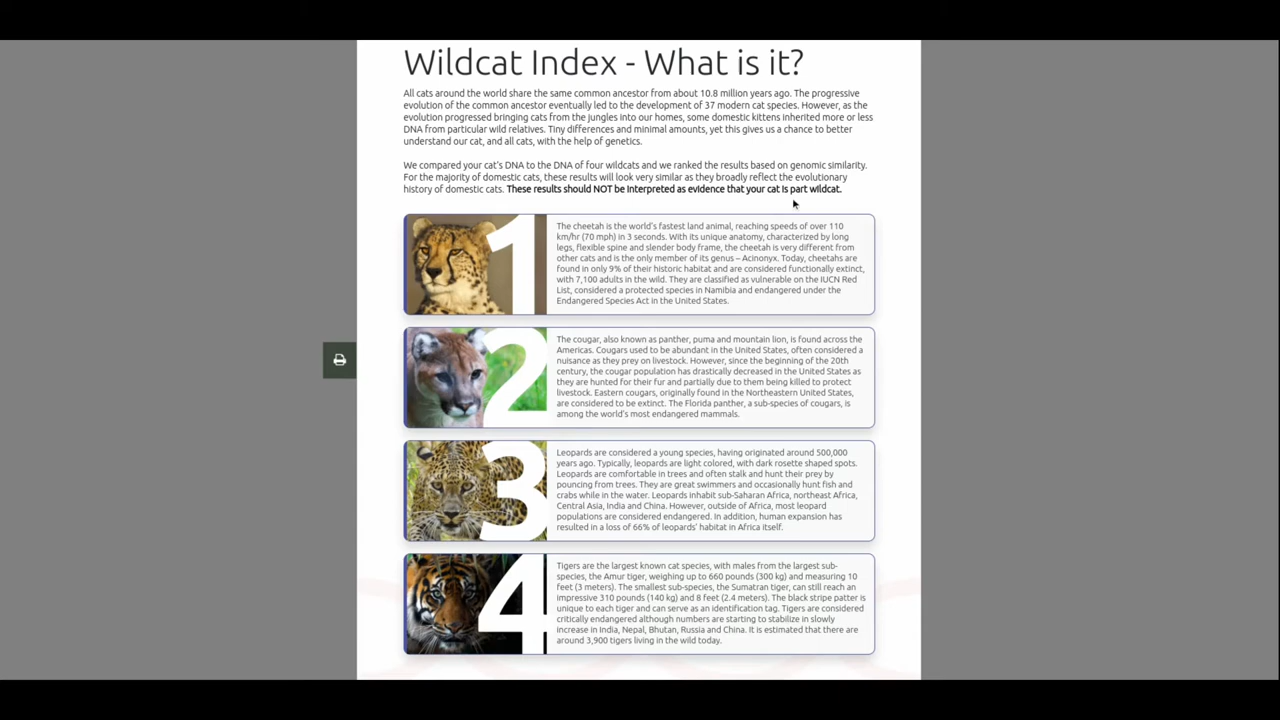 Wildcat Index - What is it?
All cats around the world share the same common ancestor from about 10.8 million years ago. The progressive
evolution of the common ancestor eventually led to the development of 37 modern cat species. However, as the
evolution progressed bringing cats from the jungles into our homes, some domestic kittens inherited more or less
DNA from particular wild relatives. Tiny differences and minimal amounts, yet this gives us a chance to better
understand our cat, and all cats, with the help of genetics.
We compared your cat's DNA to the DNA of four wildcats and we ranked the results based on genomic similarity.
For the majority of domestic cats, these results will look very similar as they broadly reflect the evolutionary
history of domestic cats. These results should NOT be interpreted as evidence that your cat is part wildcat.
1
The cheetah is the world's fastest land animal, reaching speeds of over 110
km/hr (70 mph) in 3 seconds. With its unique anatomy, characterized by long
legs, flexible spine and slender body frame, the cheetah is very different from
other cats and is the only member of its genus – Acinonyx. Today, cheetahs are
found in only 9% of their historic habitat and are considered functionally extinct,
with 7,100 adults in the wild. They are classified as vulnerable on the IUCN Red
List, considered a protected species in Namibia and endangered under the
Endangered Species Act in the United States.
2
The cougar, also known as panther, puma and mountain lion, is found across the
Americas. Cougars used to be abundant in the United States, often considered a
nuisance as they prey on livestock. However, since the beginning of the 20th
century, the cougar population has drastically decreased in the United States as
they are hunted for their fur and partially due to them being killed to protect
livestock. Eastern cougars, originally found in the Northeastern United States,
are considered to be extinct. The Florida panther, a sub-species of cougars, is
among the world's most endangered mammals.
3
Leopards are considered a young species, having originated around 500,000
years ago. Typically, leopards are light colored, with dark rosette shaped spots.
Leopards are comfortable in trees and often stalk and hunt their prey by
pouncing from trees. They are great swimmers and occasionally hunt fish and
crabs while in the water. Leopards inhabit sub-Saharan Africa, northeast Africa,
Central Asia, India and China. However, outside of Africa, most leopard
populations are considered endangered. In addition, human expansion has
resulted in a loss of 66% of leopards' habitat in Africa itself.
4
Tigers are the largest known cat species, with males from the largest sub-
species, the Amur tiger, weighing up to 660 pounds (300 kg) and measuring 10
feet (3 meters). The smallest sub-species, the Sumatran tiger, can still reach an
impressive 310 pounds (140 kg) and 8 feet (2.4 meters). The black stripe patter is
unique to each tiger and can serve as an identification tag. Tigers are considered
critically endangered although numbers are starting to stabilize in slowly
increase in India, Nepal, Bhutan, Russia and China. It is estimated that there are
around 3,900 tigers living in the wild today.